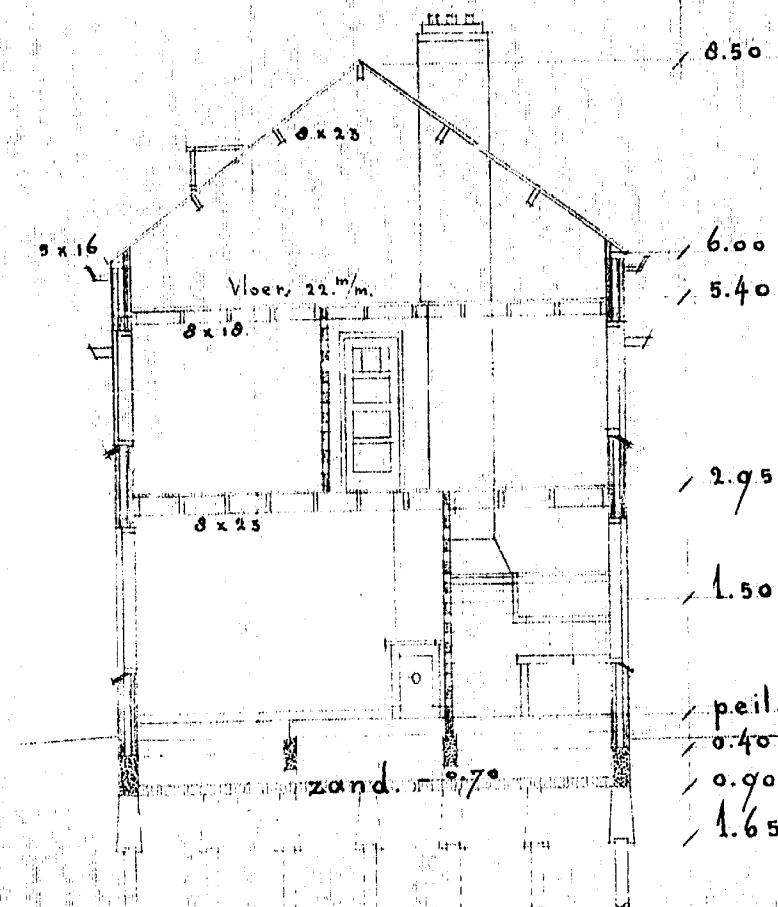 8.50
8 x 23
5 x 16
6.00
Vloer, 22. m/m.
5.40
8 x 18.
2.95
8 x 23
1.50
peil.
0.40
zand. - 0.70
0.90
1.65